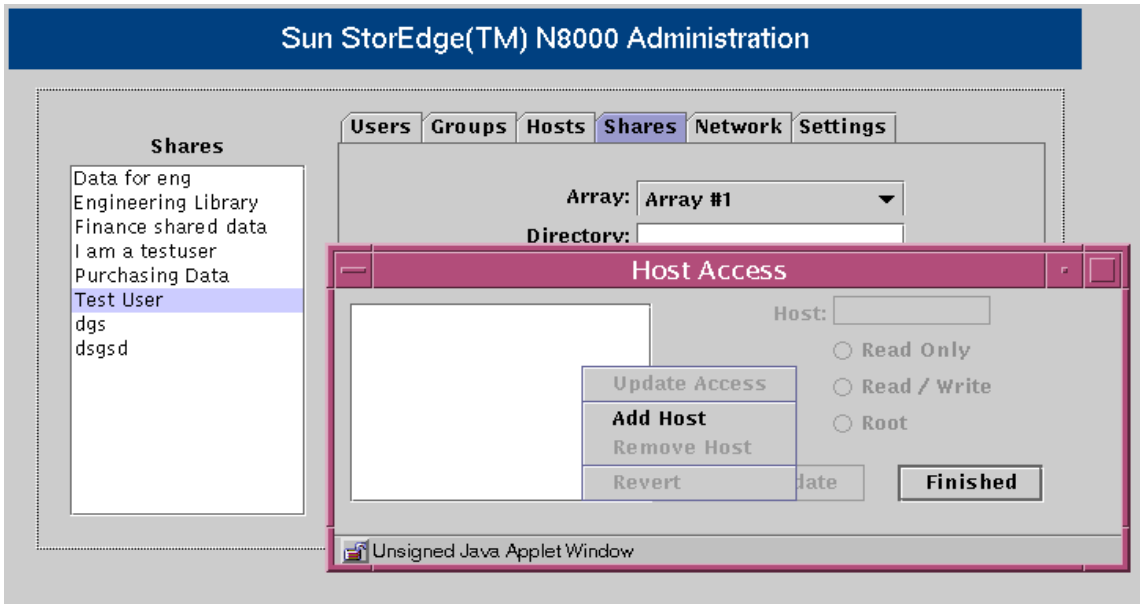 Sun StorEdge(TM) N8000 Administration
Users Groups Hosts Shares Network Settings
Shares
Data for eng
Engineering Library
Finance shared data
I am a testuser
Purchasing Data
Test User
dgs
dsgsd
Array: Array #1
Directory:
Host Access
Host:
Read Only
Read / Write
Root
Update Access
Add Host
Remove Host
Revert
Finished
Unsigned Java Applet Window